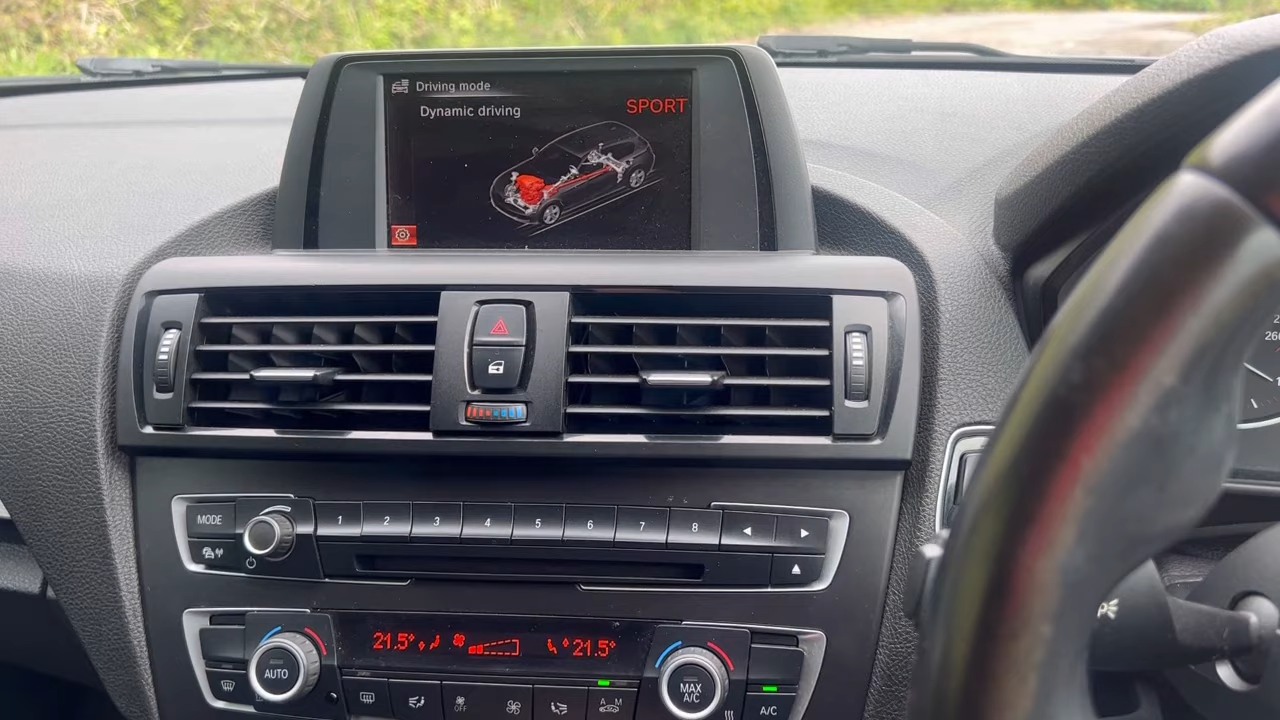 Driving mode
Dynamic driving
SPORT
MODE
1 2 3 4 5 6 7 8
21.5°
21.5°
AUTO
OFF
A M
MAX
A/C
A/C